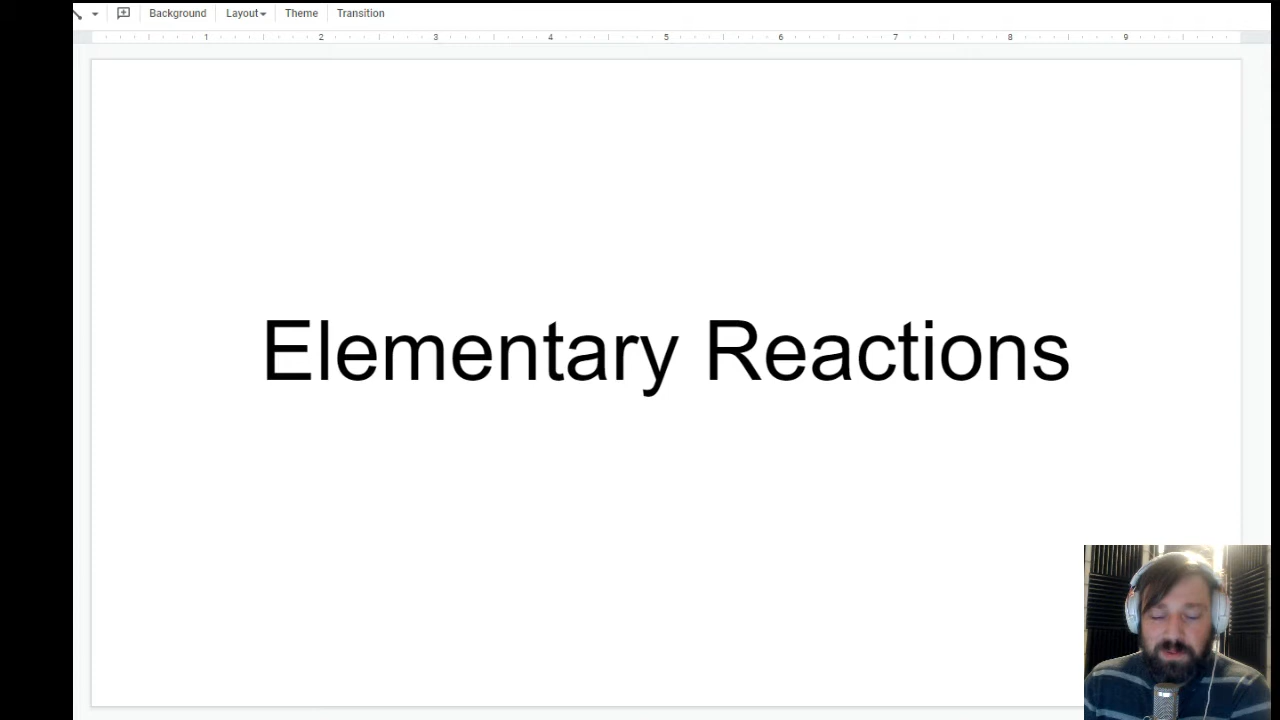 Background Layout Theme Transition
1 2 3 4 5 6 7 8 9
Elementary Reactions